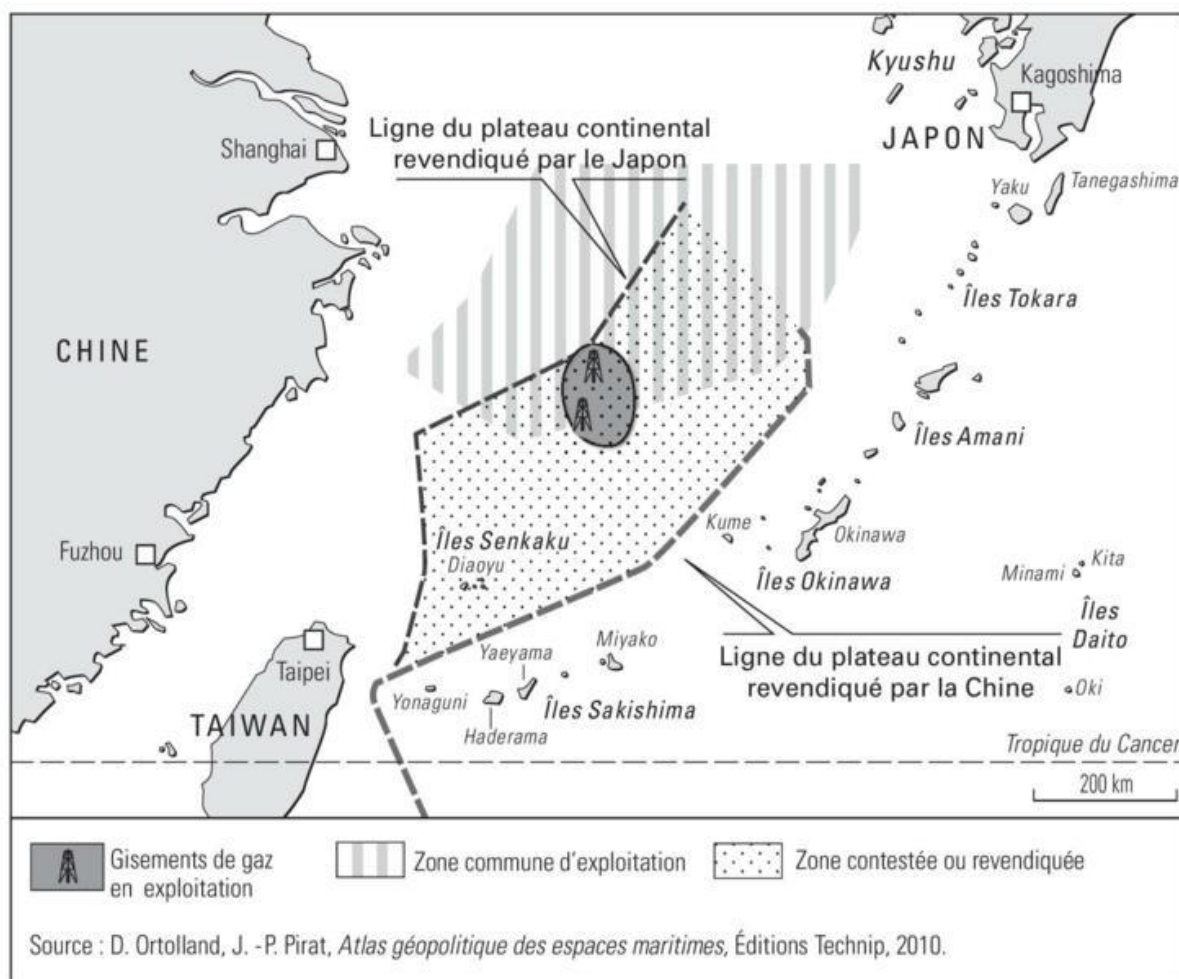 Kyushu
Kagoshima
JAPON
Shanghai
Ligne du plateau continental
revendiqué par le Japon
Yaku
Tanegashima
Îles Tokara
CHINE
Îles Amani
Kume
Okinawa
Îles Okinawa
Fuzhou
Îles Senkaku
Diaoyu
Minami
Kita
Îles
Daito
Oki
Taipei
TAIWAN
Miyako
Yaeyama
Yonaguni
Haderama
Îles Sakishima
Ligne du plateau continental
revendiqué par la Chine
Tropique du Cancer
200 km
Gisements de gaz
en exploitation
Zone commune d'exploitation
Zone contestée ou revendiquée
Source : D. Ortolland, J. -P. Pirat, Atlas géopolitique des espaces maritimes, Éditions Technip, 2010.